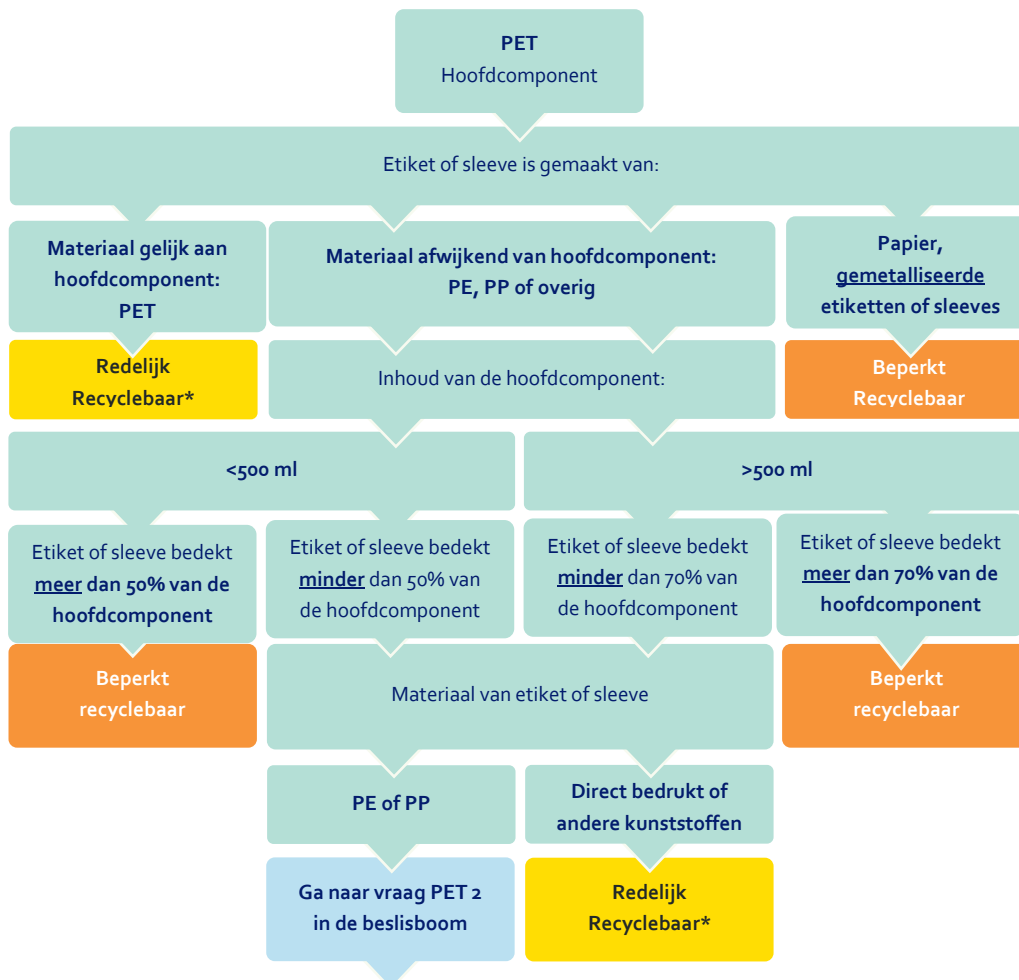 PET
Hoofdcomponent
Etiket of sleeve is gemaakt van:
Materiaal gelijk aan
hoofdcomponent:
PET
Materiaal afwijkend van hoofdcomponent:
PE, PP of overig
Papier,
gemetalliseerde
etiketten of sleeves
Redelijk
Recyclebaar*
Inhoud van de hoofdcomponent:
Beperkt
Recyclebaar
<500 ml
>500 ml
Etiket of sleeve bedekt
meer dan 50% van de
hoofdcomponent
Etiket of sleeve bedekt
minder dan 50% van
de hoofdcomponent
Etiket of sleeve bedekt
minder dan 70% van
de hoofdcomponent
Etiket of sleeve bedekt
meer dan 70% van de
hoofdcomponent
Beperkt
recyclebaar
Materiaal van etiket of sleeve
Beperkt
recyclebaar
PE of PP
Direct bedrukt of
andere kunststoffen
Ga naar vraag PET 2
in de beslisboom
Redelijk
Recyclebaar*